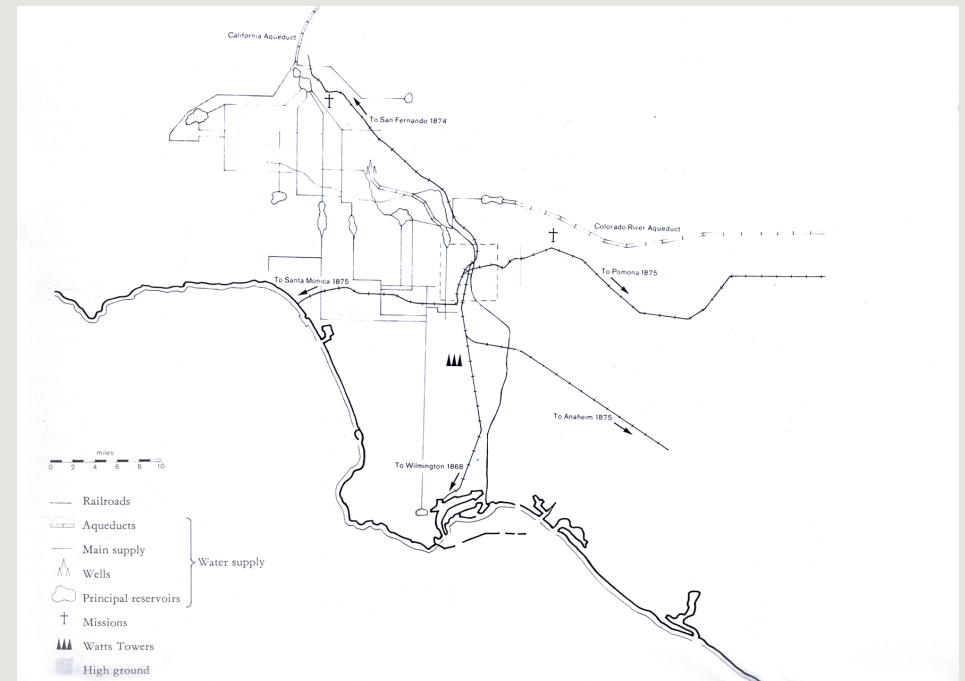 California Aqueduct
To San Fernando 1874
Colorado River Aqueduct
To Pomona 1875
To Santa Monica 1875
To Anaheim 1875
To Wilmington 1868
miles
0 2 4 6 8 10
Railroads
Aqueducts
Main supply
Wells
Principal reservoirs
Water supply
Missions
Watts Towers
High ground